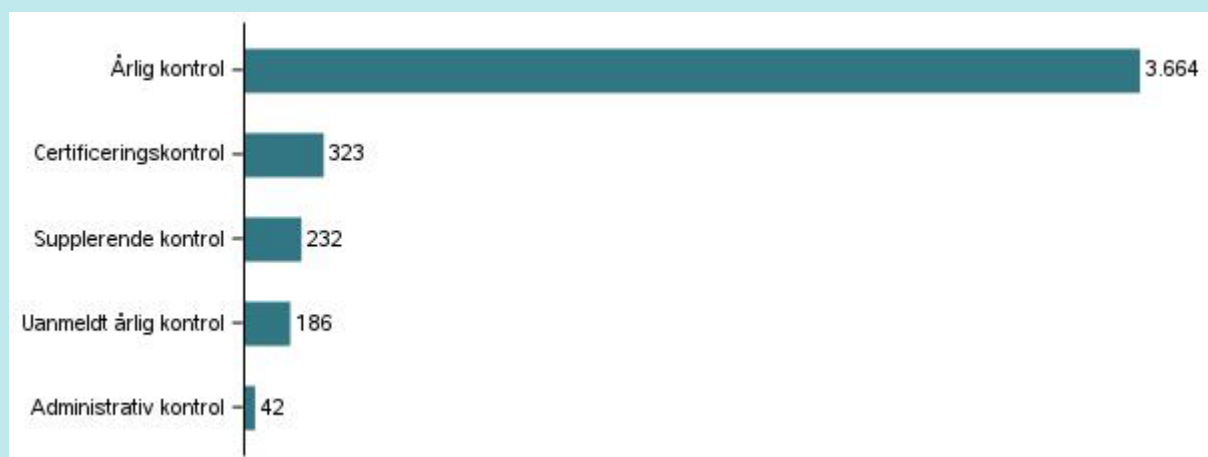 Årlig kontrol 3.664
Certificeringskontrol 323
Supplerende kontrol 232
Uanmeldt årlig kontrol 186
Administrativ kontrol 42